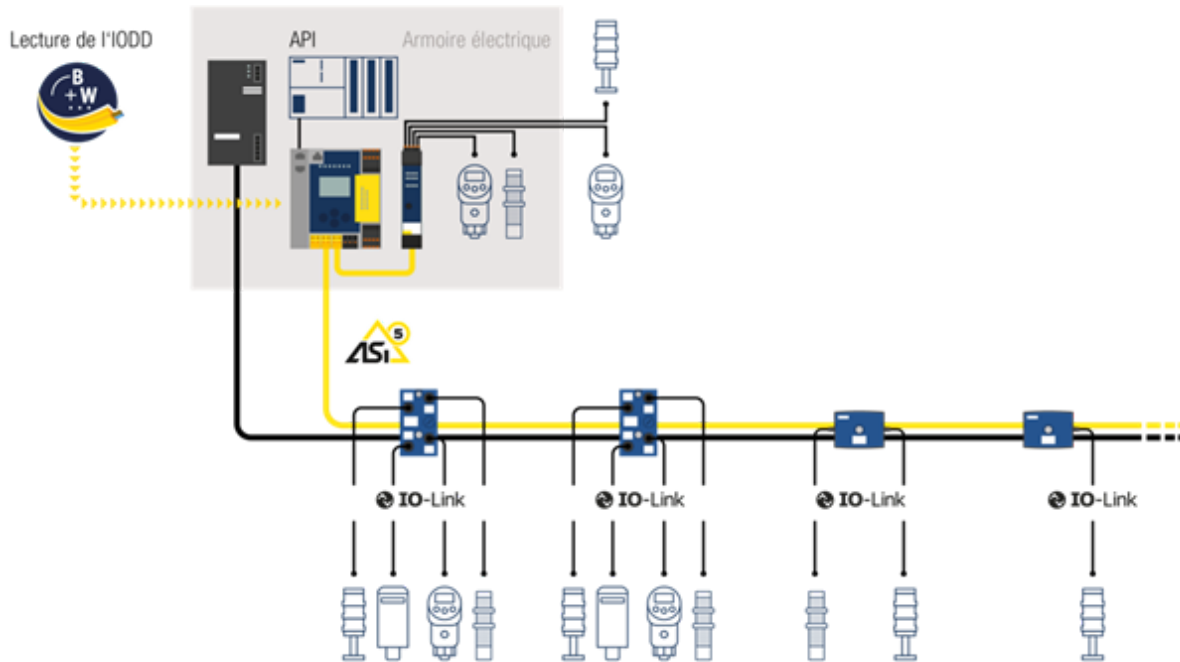 Lecture de l'IODD
API
Armoire électrique
B
+W
ASi
5
IO-Link
IO-Link
IO-Link
IO-Link